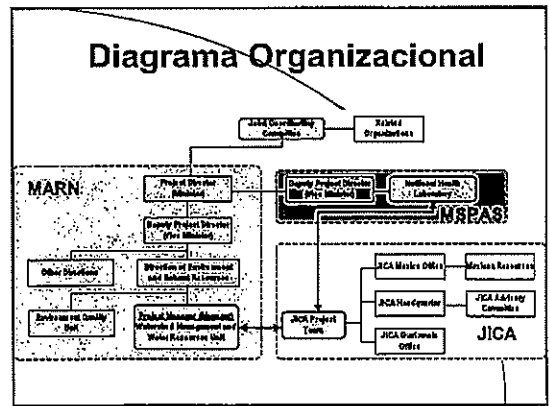 Diagrama Organizacional
Joint Coordinating
Committee
Related
Organizations
MARN
Project Director
(Minister)
Deputy Project Director
(Vice Minister)
National Health
Laboratory
MSPAS
Deputy Project Director
(Vice Minister)
Other Directions
Direction of Environment
and Natural Resources
Environment Quality
Unit
Project Manager
Watershed Management and
Water Resources Unit
JICA Project
Team
JICA Mexico Office
Mexican Resources
JICA Headquarter
JICA Advisory
Committee
JICA Guatemala
Office
JICA